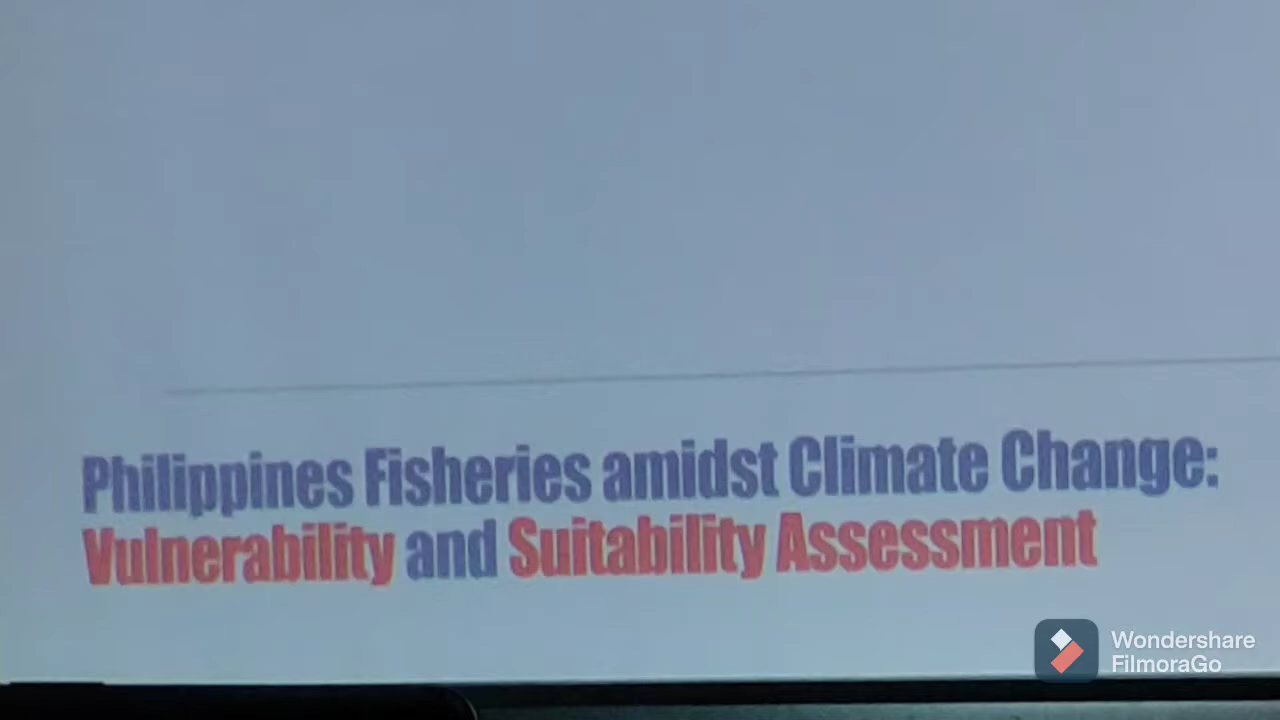 Philippines Fisheries amidst Climate Change:
Vulnerability and Suitability Assessment
Wondershare
FilmoraGo